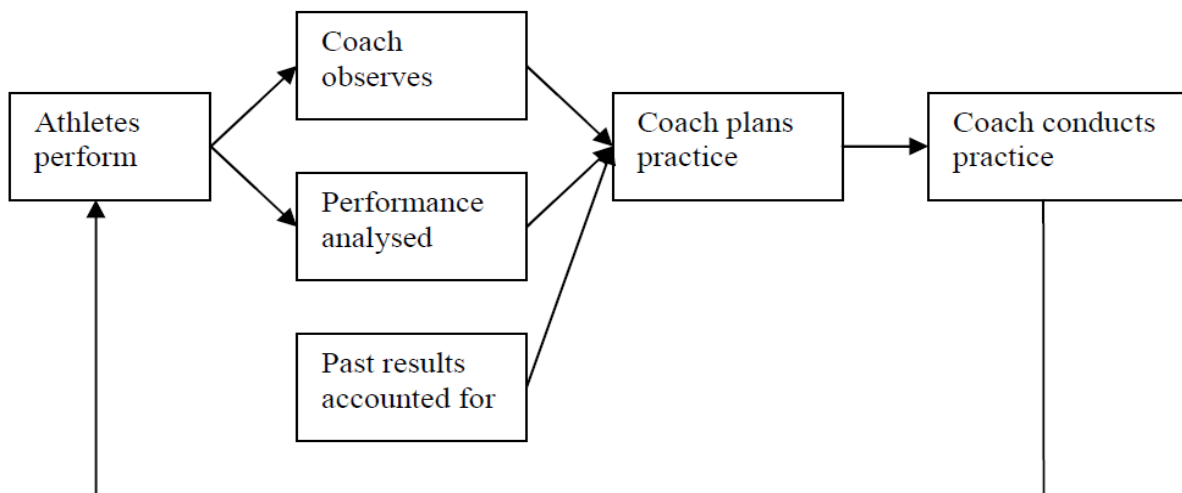 Athletes
perform
Coach
observes
Performance
analysed
Past results
accounted for
Coach plans
practice
Coach conducts
practice